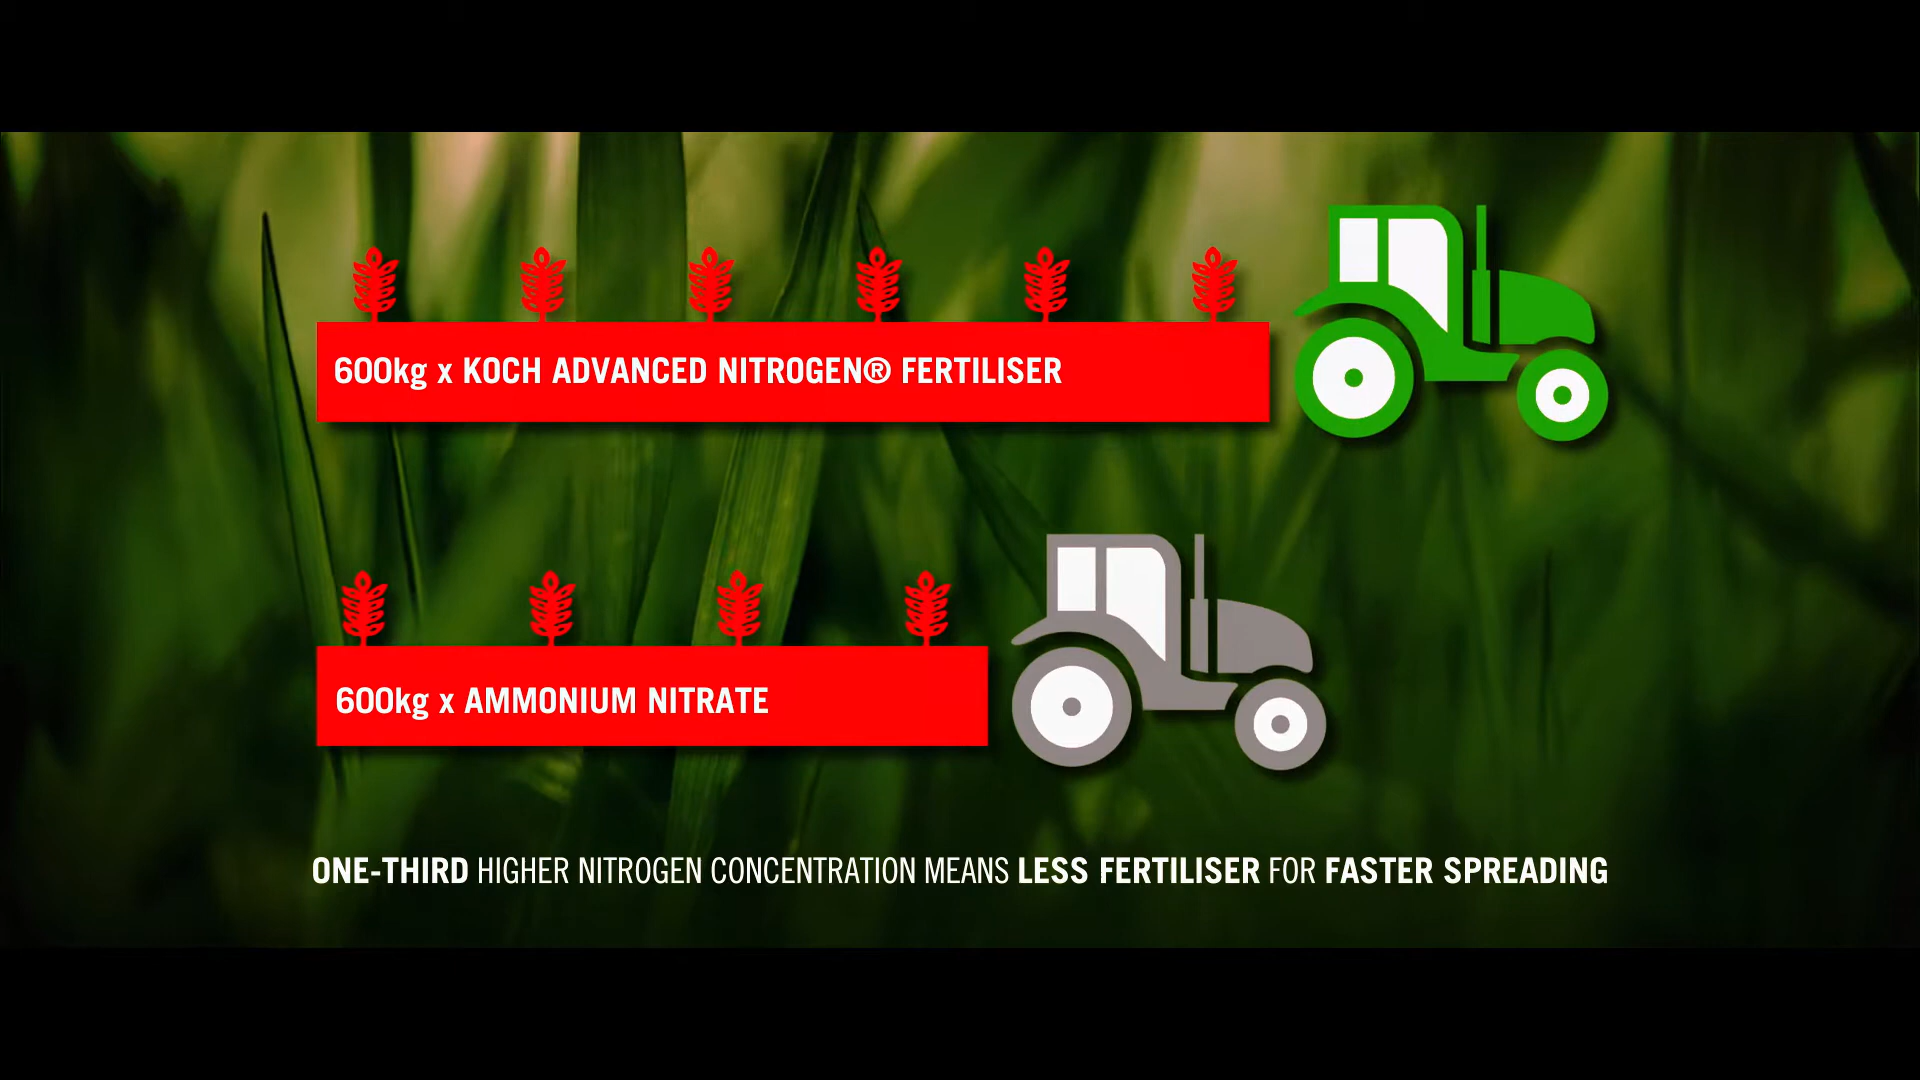 600kg x KOCH ADVANCED NITROGEN® FERTILISER
600kg x AMMONIUM NITRATE
ONE-THIRD HIGHER NITROGEN CONCENTRATION MEANS LESS FERTILISER FOR FASTER SPREADING